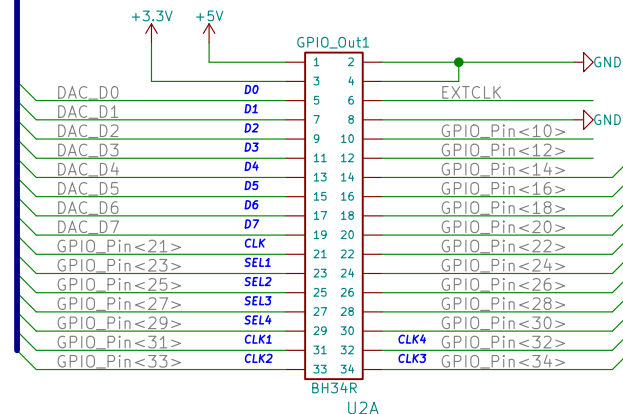 +3.3V +5V
GPIO_Out1
1 2 GND
3 4
DAC_D0 D0 5 6 EXTCLK
DAC_D1 D1 7 8 GND
DAC_D2 D2 9 10 GPIO_Pin<10>
DAC_D3 D3 11 12 GPIO_Pin<12>
DAC_D4 D4 13 14 GPIO_Pin<14>
DAC_D5 D5 15 16 GPIO_Pin<16>
DAC_D6 D6 17 18 GPIO_Pin<18>
DAC_D7 D7 19 20 GPIO_Pin<20>
GPIO_Pin<21> CLK 21 22 GPIO_Pin<22>
GPIO_Pin<23> SEL1 23 24 GPIO_Pin<24>
GPIO_Pin<25> SEL2 25 26 GPIO_Pin<26>
GPIO_Pin<27> SEL3 27 28 GPIO_Pin<28>
GPIO_Pin<29> SEL4 29 30 GPIO_Pin<30>
GPIO_Pin<31> CLK1 31 32 CLK4 GPIO_Pin<32>
GPIO_Pin<33> CLK2 33 34 CLK3 GPIO_Pin<34>
BH34R
U2A